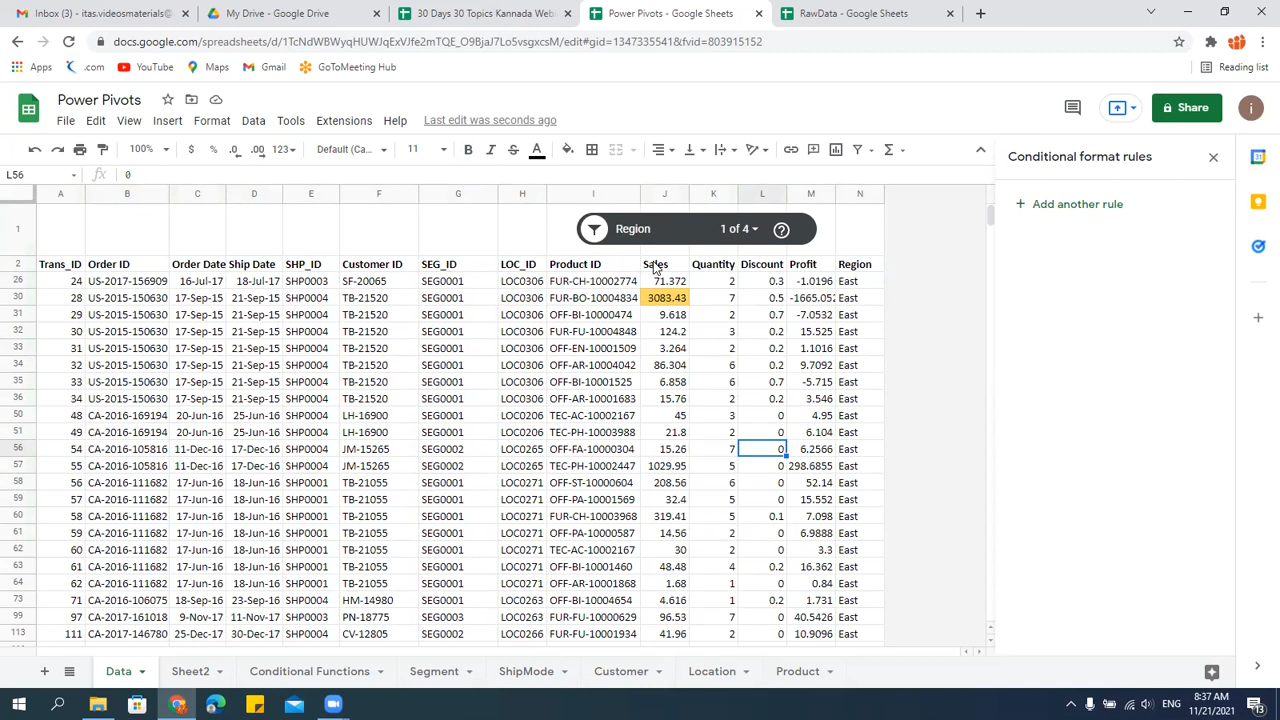 Inbox (3) - itss.videosmaterials@
My Drive - Google Drive
30 Days 30 Topics Kannada Web
Power Pivots - Google Sheets
RawData - Google Sheets
docs.google.com/spreadsheets/d/1TcNdWBWyqHUWJqExVJfe2mTQE_O9BjaJ7Lo5vsgxcsM/edit#gid=1347335541&fvid=803915152
Apps .com YouTube Maps Gmail GoToMeeting Hub Reading list
Power Pivots
File Edit View Insert Format Data Tools Extensions Help Last edit was seconds ago
Share i
100% $ % .0 .00 123 Default (Ca... 11 B I S A Σ
Conditional format rules
L56 fx 0
A B C D E F G H I J K L M N
+ Add another rule
1 Region 1 of 4 ?
2 Trans_ID Order ID Order Date Ship Date SHP_ID Customer ID SEG_ID LOC_ID Product ID Sales Quantity Discount Profit Region
26 24 US-2017-156909 16-Jul-17 18-Jul-17 SHP0003 SF-20065 SEG0001 LOC0306 FUR-CH-10002774 71.372 2 0.3 -1.0196 East
30 28 US-2015-150630 17-Sep-15 21-Sep-15 SHP0004 TB-21520 SEG0001 LOC0306 FUR-BO-10004834 3083.43 7 0.5 -1665.052 East
31 29 US-2015-150630 17-Sep-15 21-Sep-15 SHP0004 TB-21520 SEG0001 LOC0306 OFF-BI-10000474 9.618 2 0.7 -7.0532 East
32 30 US-2015-150630 17-Sep-15 21-Sep-15 SHP0004 TB-21520 SEG0001 LOC0306 FUR-FU-10004848 124.2 3 0.2 15.525 East
33 31 US-2015-150630 17-Sep-15 21-Sep-15 SHP0004 TB-21520 SEG0001 LOC0306 OFF-EN-10001509 3.264 2 0.2 1.1016 East
34 32 US-2015-150630 17-Sep-15 21-Sep-15 SHP0004 TB-21520 SEG0001 LOC0306 OFF-AR-10004042 86.304 6 0.2 9.7092 East
35 33 US-2015-150630 17-Sep-15 21-Sep-15 SHP0004 TB-21520 SEG0001 LOC0306 OFF-BI-10001525 6.858 6 0.7 -5.715 East
36 34 US-2015-150630 17-Sep-15 21-Sep-15 SHP0004 TB-21520 SEG0001 LOC0306 OFF-AR-10001683 15.76 2 0.2 3.546 East
50 48 CA-2016-169194 20-Jun-16 25-Jun-16 SHP0004 LH-16900 SEG0001 LOC0206 TEC-AC-10002167 45 3 0 4.95 East
51 49 CA-2016-169194 20-Jun-16 25-Jun-16 SHP0004 LH-16900 SEG0001 LOC0206 TEC-PH-10003988 21.8 2 0 6.104 East
56 54 CA-2016-105816 11-Dec-16 17-Dec-16 SHP0004 JM-15265 SEG0002 LOC0265 OFF-FA-10000304 15.26 7 0 6.2566 East
57 55 CA-2016-105816 11-Dec-16 17-Dec-16 SHP0004 JM-15265 SEG0002 LOC0265 TEC-PH-10002447 1029.95 5 0 298.6855 East
58 56 CA-2016-111682 17-Jun-16 18-Jun-16 SHP0001 TB-21055 SEG0001 LOC0271 OFF-ST-10000604 208.56 6 0 52.14 East
59 57 CA-2016-111682 17-Jun-16 18-Jun-16 SHP0001 TB-21055 SEG0001 LOC0271 OFF-PA-10001569 32.4 5 0 15.552 East
60 58 CA-2016-111682 17-Jun-16 18-Jun-16 SHP0001 TB-21055 SEG0001 LOC0271 FUR-CH-10003968 319.41 5 0.1 7.098 East
61 59 CA-2016-111682 17-Jun-16 18-Jun-16 SHP0001 TB-21055 SEG0001 LOC0271 OFF-PA-10000587 14.56 2 0 6.9888 East
62 60 CA-2016-111682 17-Jun-16 18-Jun-16 SHP0001 TB-21055 SEG0001 LOC0271 TEC-AC-10002167 30 2 0 3.3 East
63 61 CA-2016-111682 17-Jun-16 18-Jun-16 SHP0001 TB-21055 SEG0001 LOC0271 OFF-BI-10001460 48.48 4 0.2 16.362 East
64 62 CA-2016-111682 17-Jun-16 18-Jun-16 SHP0001 TB-21055 SEG0001 LOC0271 OFF-AR-10001868 1.68 1 0 0.84 East
73 71 CA-2016-106075 18-Sep-16 23-Sep-16 SHP0004 HM-14980 SEG0001 LOC0263 OFF-BI-10004654 4.616 1 0.2 1.731 East
99 97 CA-2017-161018 9-Nov-17 11-Nov-17 SHP0003 PN-18775 SEG0003 LOC0263 FUR-FU-10000629 96.53 7 0 40.5426 East
113 111 CA-2017-146780 25-Dec-17 30-Dec-17 SHP0004 CV-12805 SEG0002 LOC0266 FUR-FU-10001934 41.96 2 0 10.9096 East
+ Data Sheet2 Conditional Functions Segment ShipMode Customer Location Product
ENG 8:37 AM
11/21/2021 13